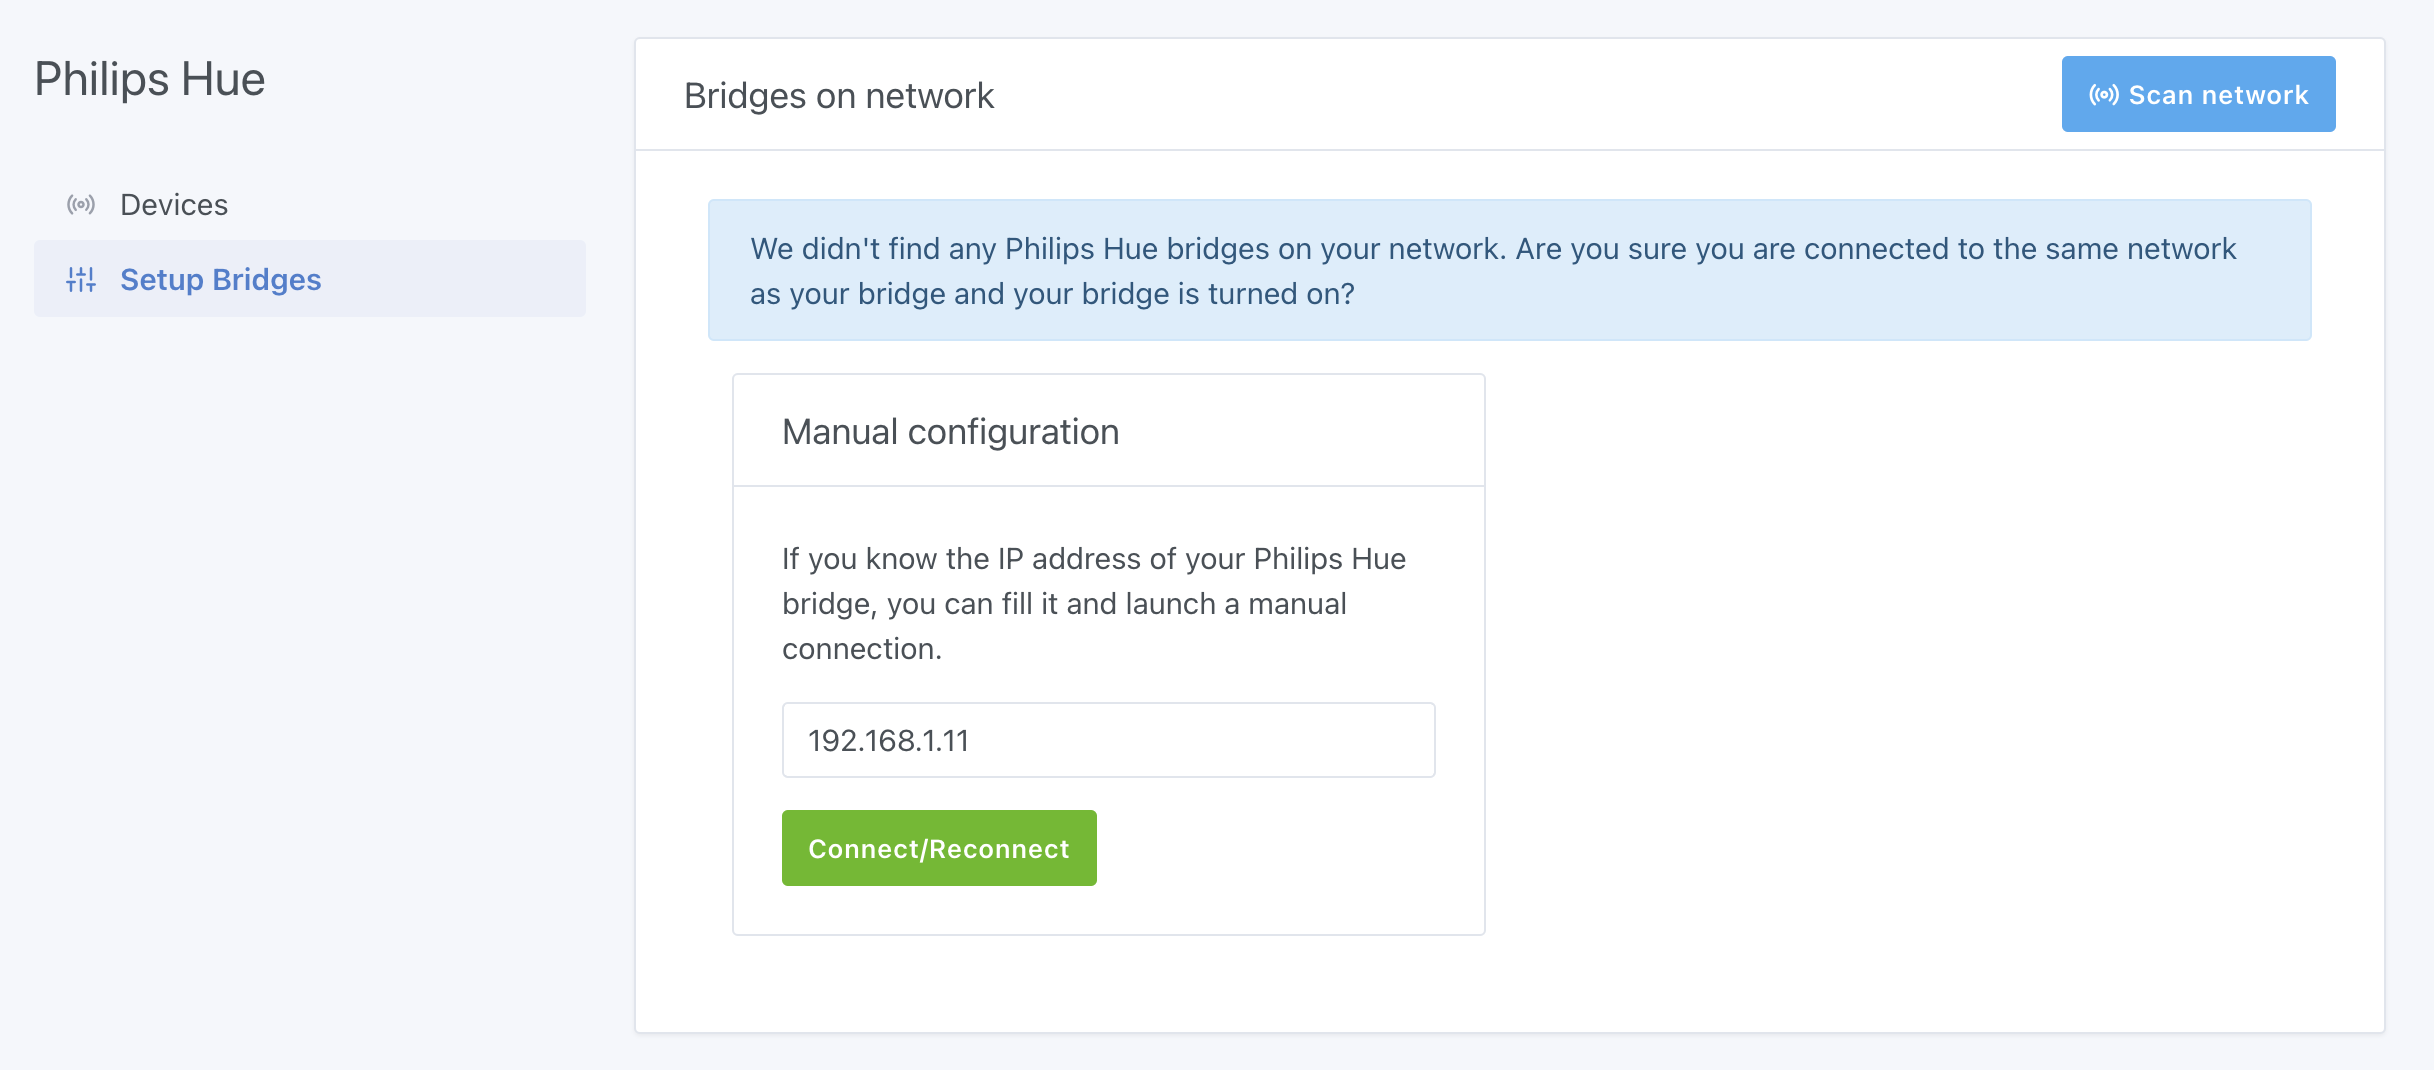 Philips Hue
Devices
Setup Bridges
Bridges on network
Scan network
We didn't find any Philips Hue bridges on your network. Are you sure you are connected to the same network
as your bridge and your bridge is turned on?
Manual configuration
If you know the IP address of your Philips Hue
bridge, you can fill it and launch a manual
connection.
192.168.1.11
Connect/Reconnect